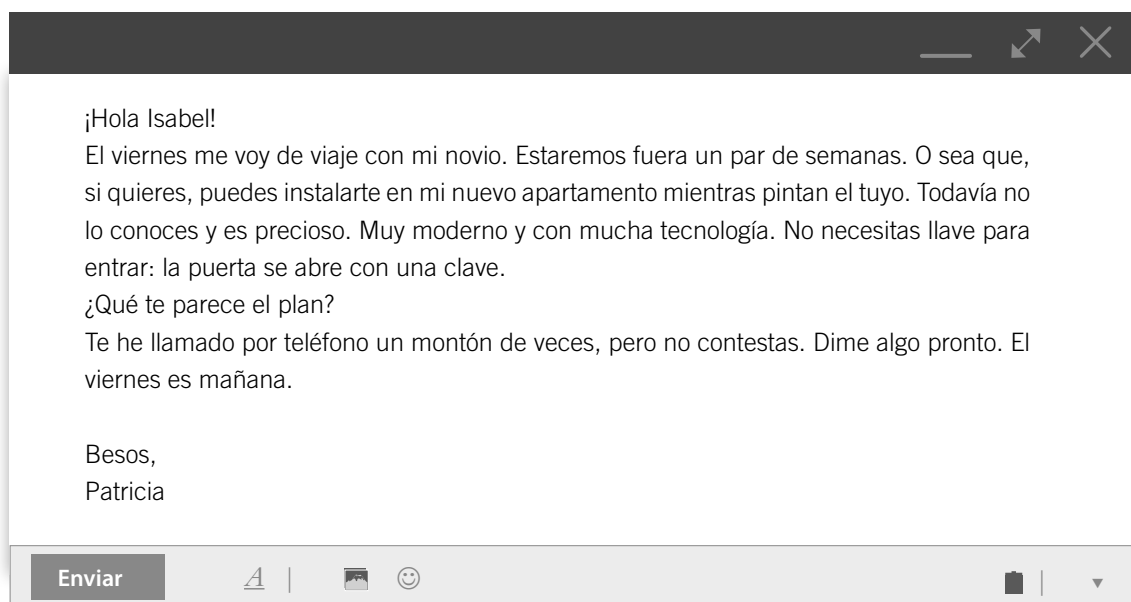 ¡Hola Isabel!
El viernes me voy de viaje con mi novio. Estaremos fuera un par de semanas. O sea que,
si quieres, puedes instalarte en mi nuevo apartamento mientras pintan el tuyo. Todavía no
lo conoces y es precioso. Muy moderno y con mucha tecnología. No necesitas llave para
entrar: la puerta se abre con una clave.
¿Qué te parece el plan?
Te he llamado por teléfono un montón de veces, pero no contestas. Dime algo pronto. El
viernes es mañana.
Besos,
Patricia
Enviar A